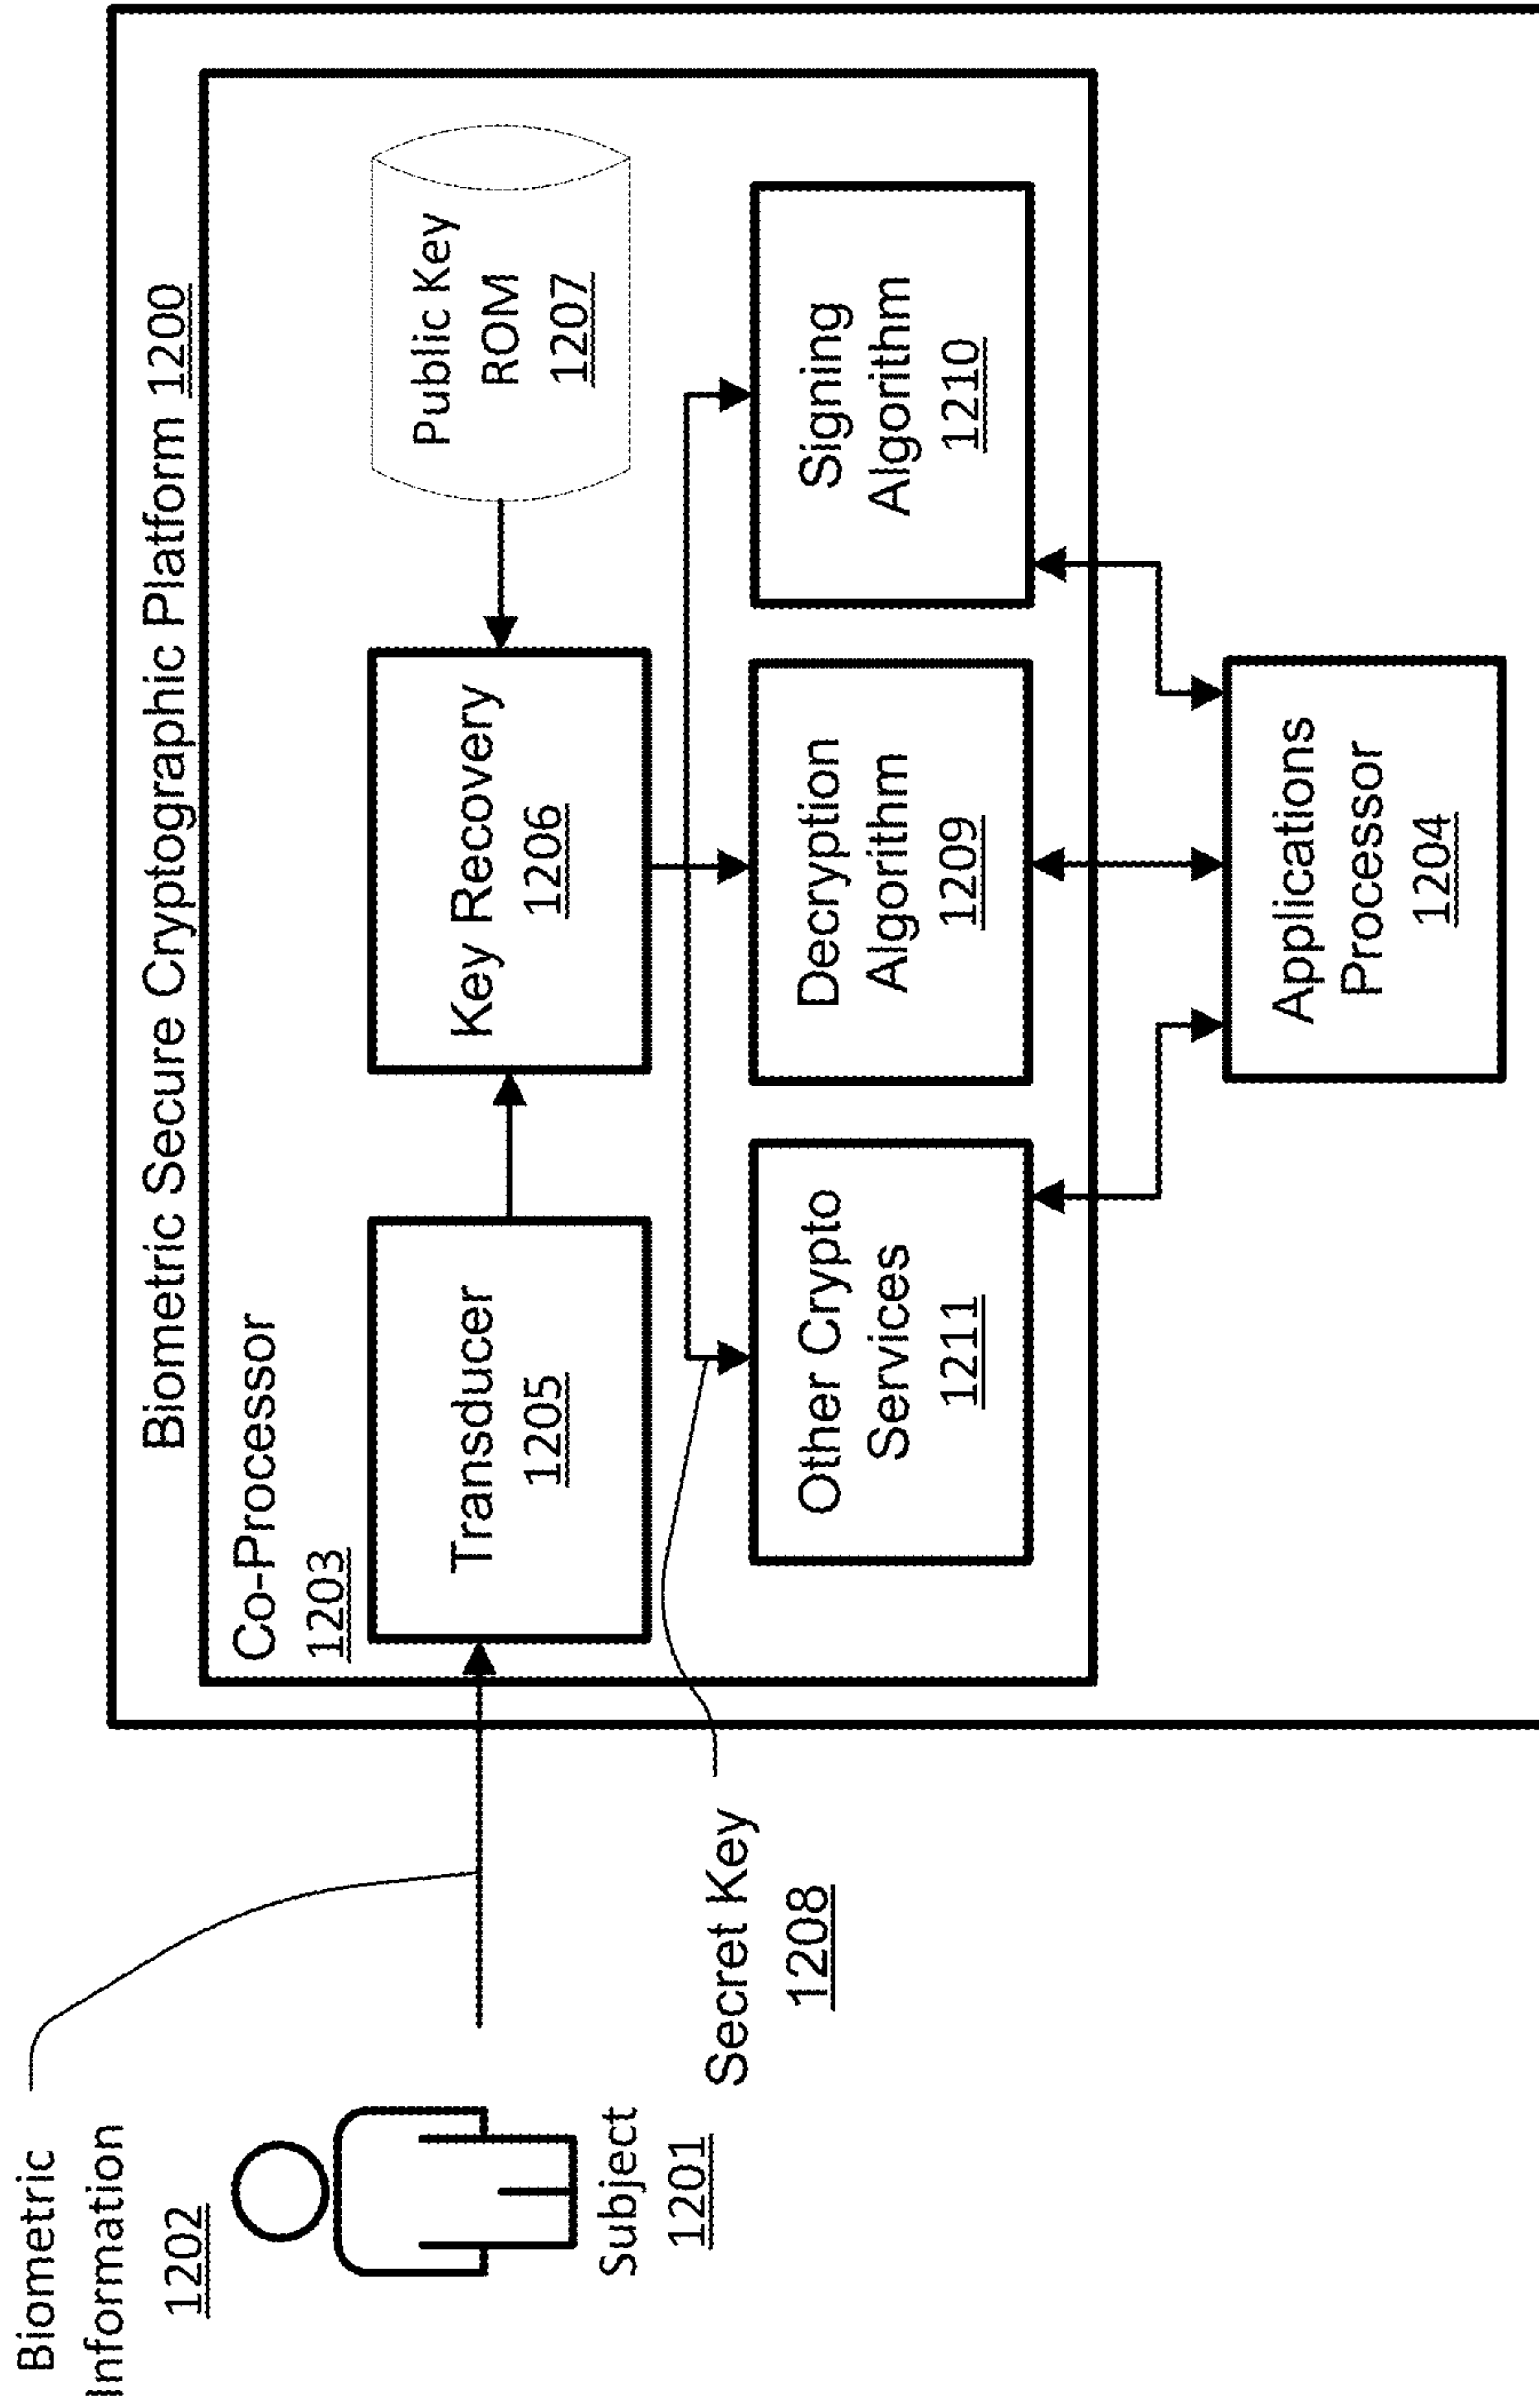 Biometric
Information
1202
Subject
1201
Biometric Secure Cryptographic Platform 1200
Co-Processor
1203
Transducer
1205
Key Recovery
1206
Public Key
ROM
1207
Secret Key
1208
Other Crypto
Services
1211
Decryption
Algorithm
1209
Signing
Algorithm
1210
Applications
Processor
1204